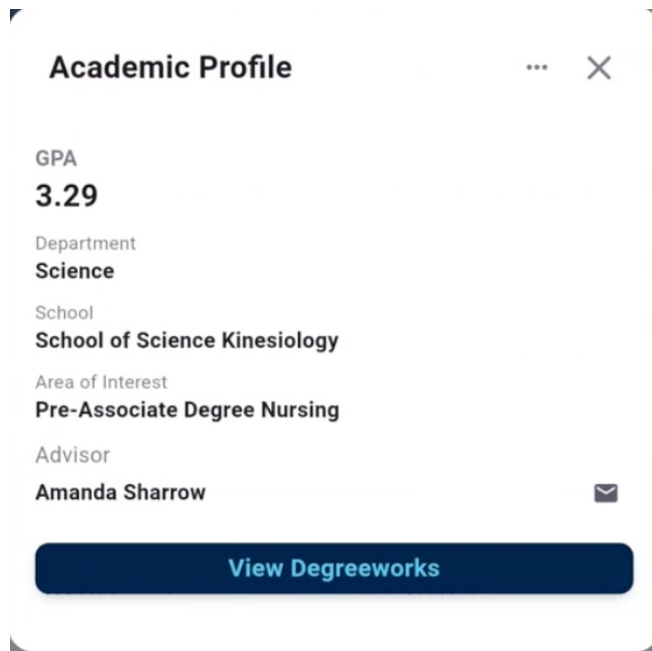 Academic Profile
GPA
3.29
Department
Science
School
School of Science Kinesiology
Area of Interest
Pre-Associate Degree Nursing
Advisor
Amanda Sharrow
View Degreeworks